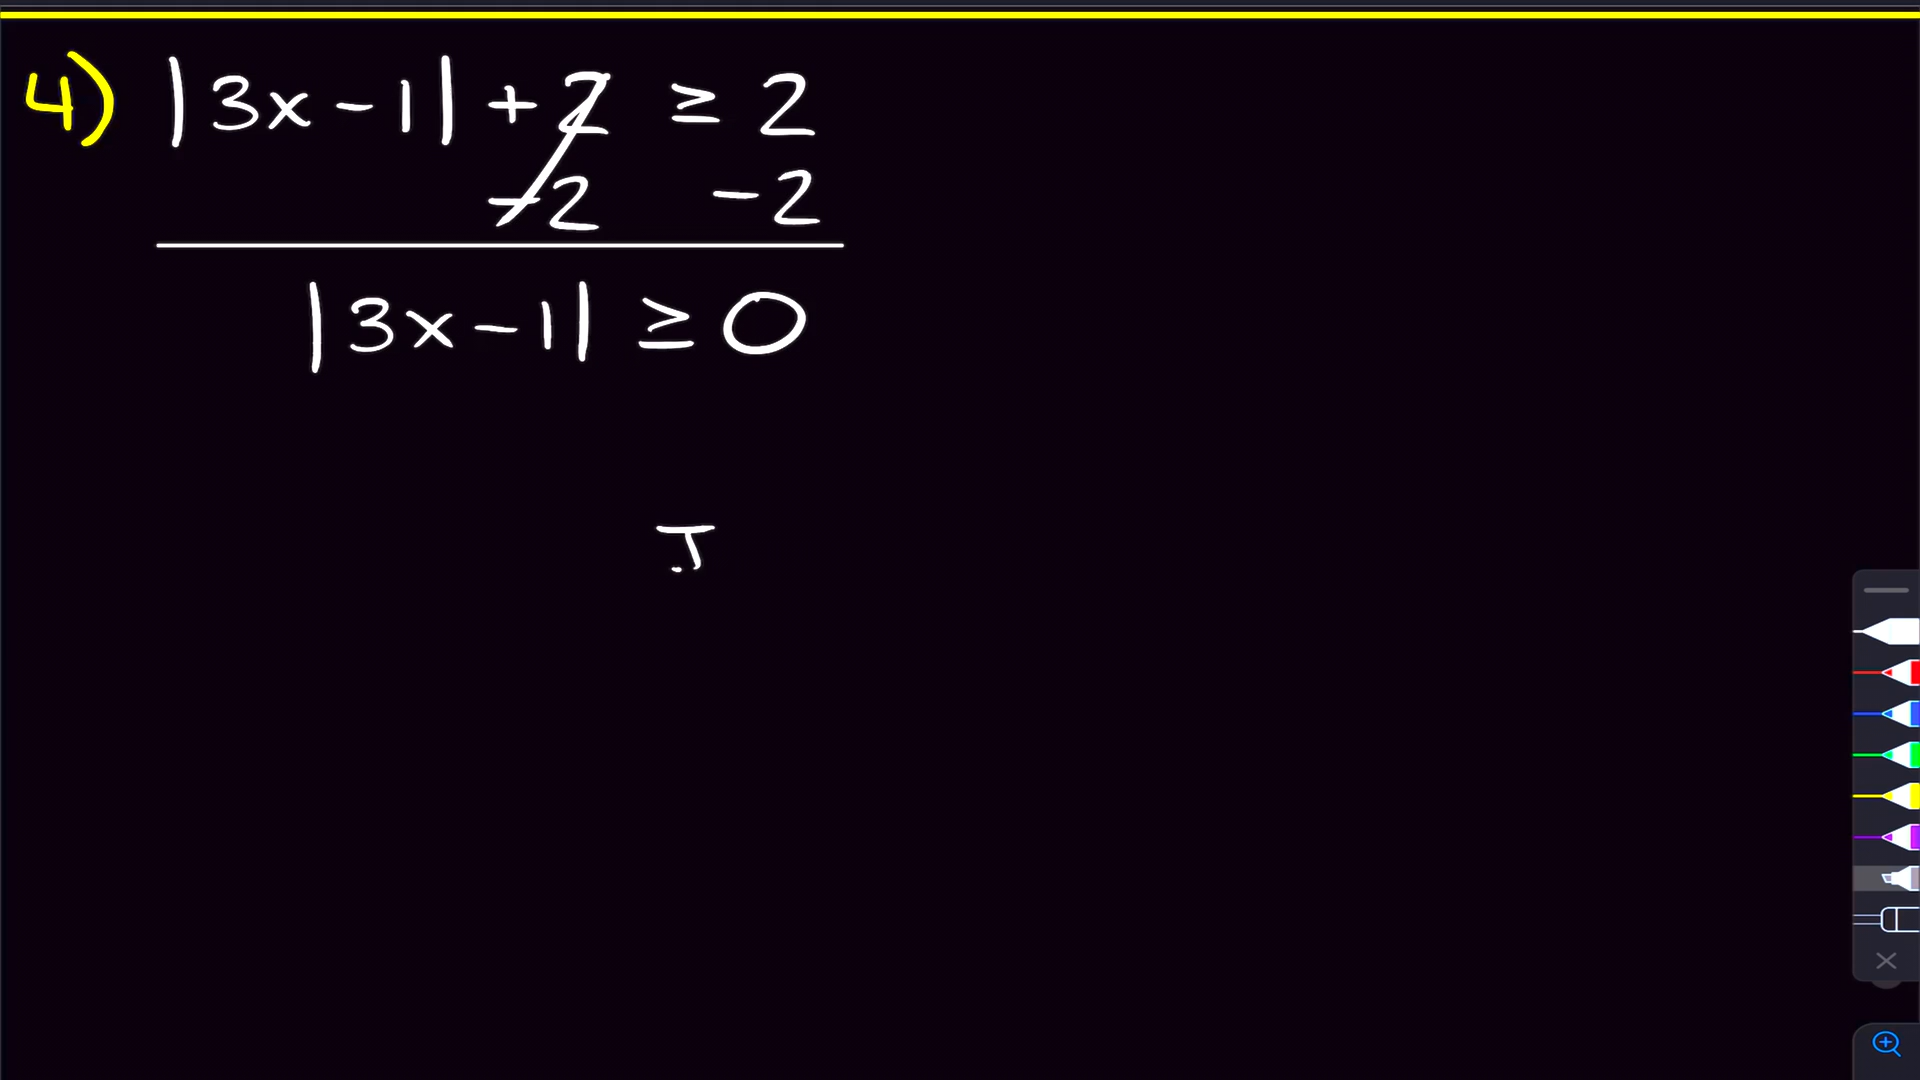 4) |3x - 1| + 2 ≥ 2
-2 -2
|3x - 1| ≥ 0